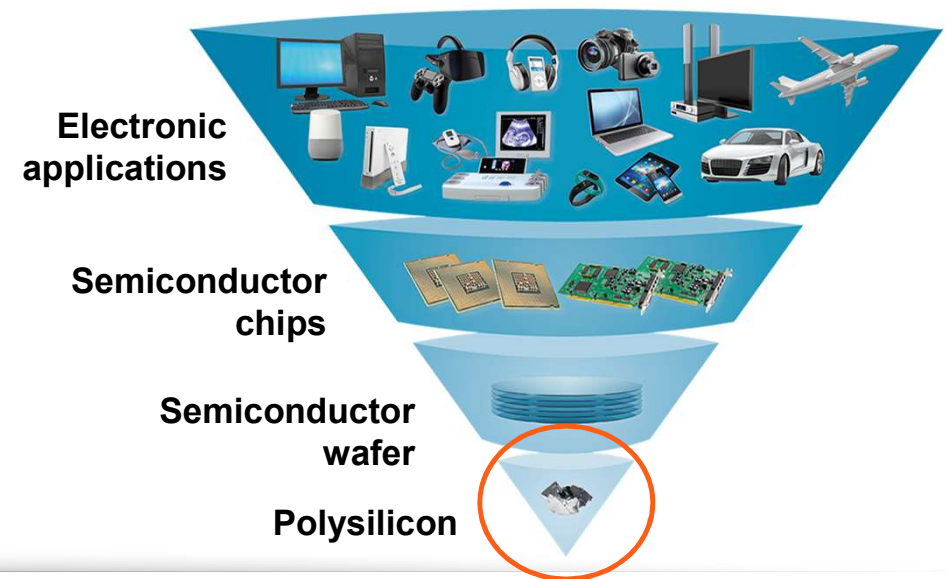 Electronic
applications
Semiconductor
chips
Semiconductor
wafer
Polysilicon